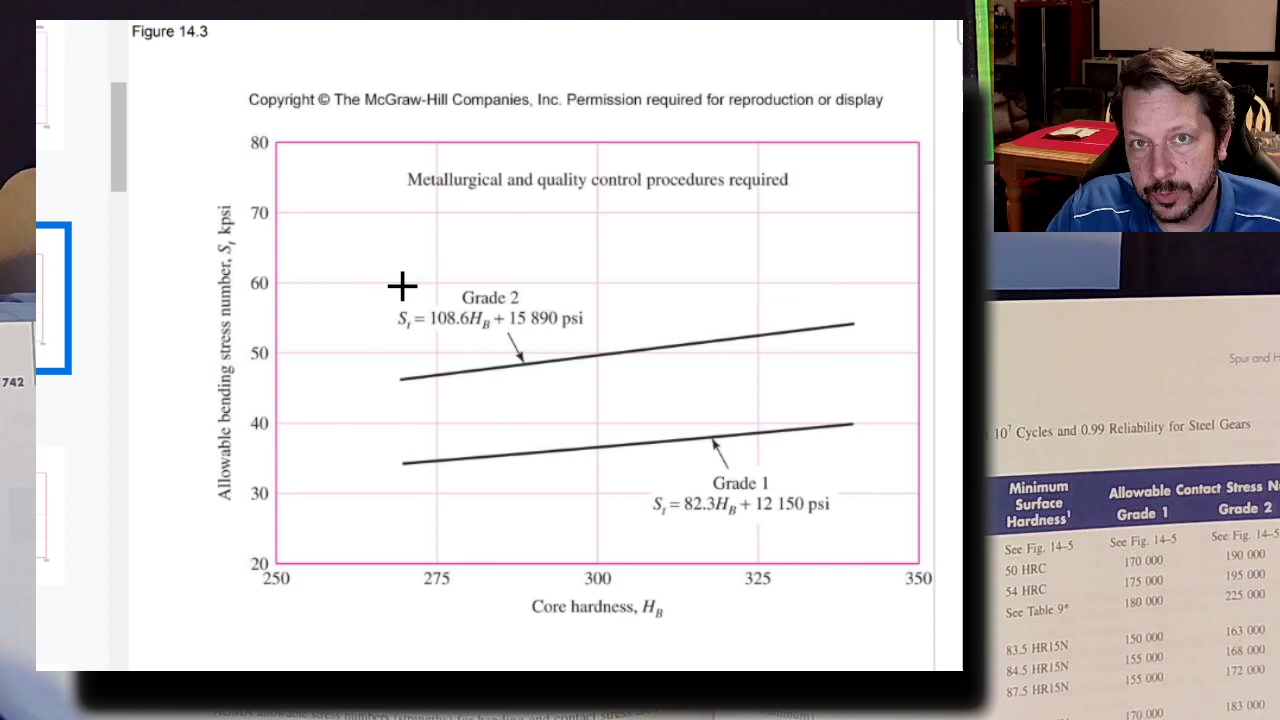 Figure 14.3
Copyright © The McGraw-Hill Companies, Inc. Permission required for reproduction or display
80
Metallurgical and quality control procedures required
70
60
Grade 2
S_t = 108.6H_B + 15 890 psi
50
40
Grade 1
S_t = 82.3H_B + 12 150 psi
30
20
Allowable bending stress number, S_t kpsi
250 275 300 325 350
Core hardness, H_B
742
Spur and H
10⁷ Cycles and 0.99 Reliability for Steel Gears
Minimum
Surface
Hardness¹
Allowable Contact Stress N
Grade 1 Grade 2
See Fig. 14–5 See Fig. 14–5 See Fig. 14–5
50 HRC 170 000 190 000
54 HRC 175 000 195 000
See Table 9* 180 000 225 000
83.5 HR15N 150 000 163 000
84.5 HR15N 155 000 168 000
87.5 HR15N 155 000 172 000
170 000 183 000